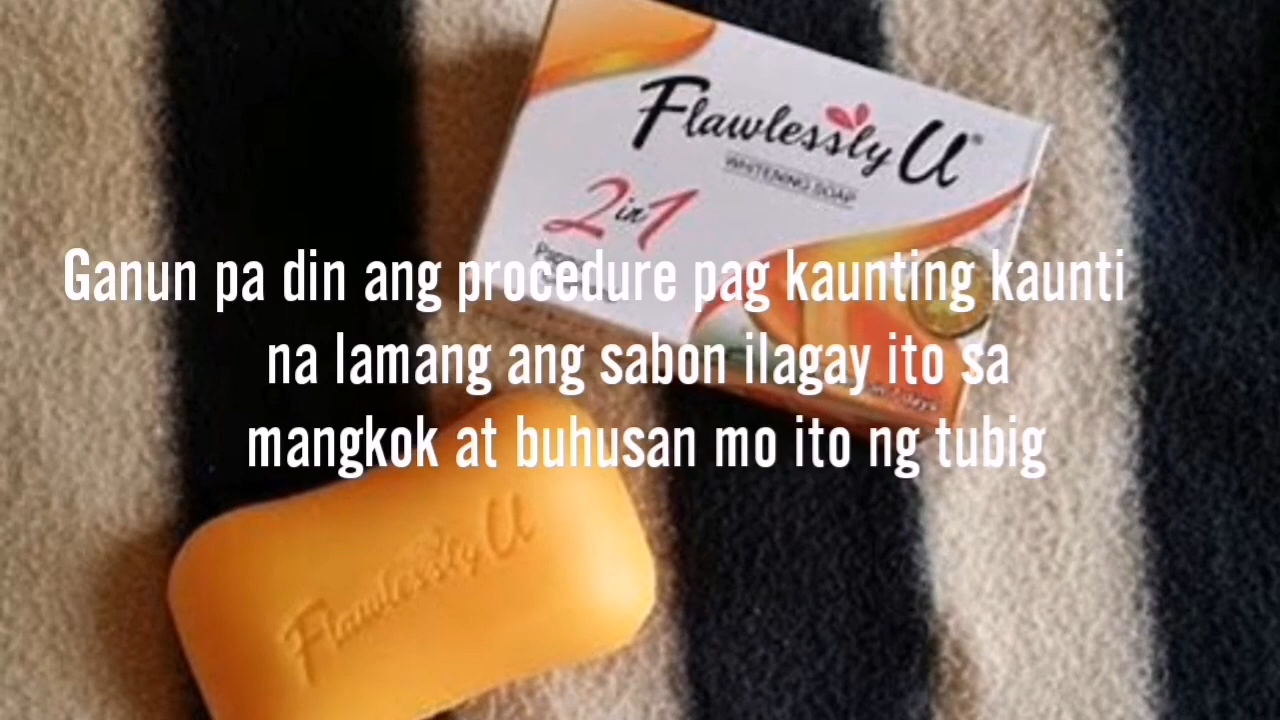 Flawlessly U®
WHITENING SOAP
2in1
Ganun pa din ang procedure pag kaunting kaunti
na lamang ang sabon ilagay ito sa
mangkok at buhusan mo ito ng tubig
Flawlessly U